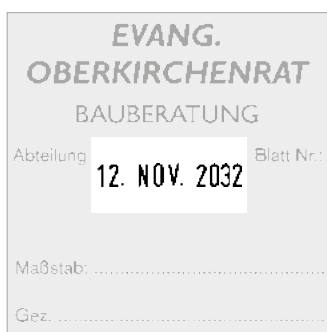 EVANG.
OBERKIRCHENRAT
BAUBERATUNG
Abteilung 12. NOV. 2032 Blatt Nr.:
Maßstab:
Gez.